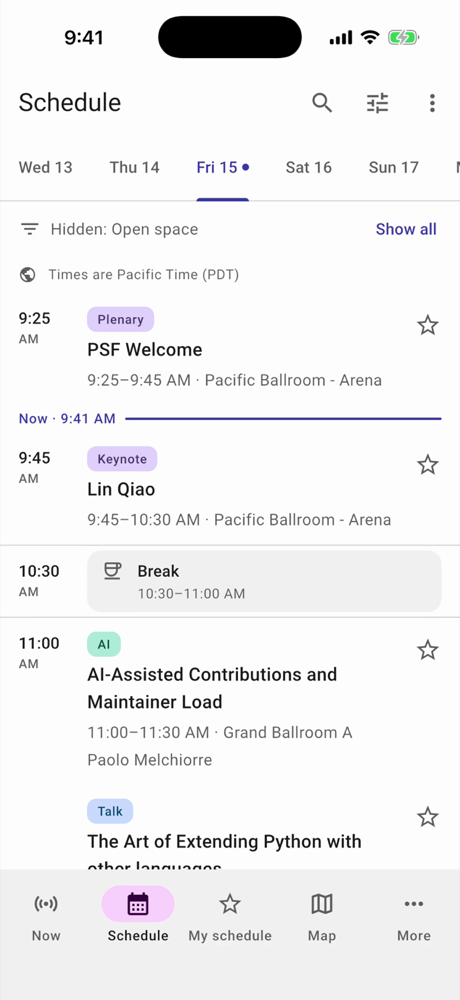 9:41
Schedule
Wed 13
Thu 14
Fri 15
Sat 16
Sun 17
Hidden: Open space
Show all
Times are Pacific Time (PDT)
9:25
AM
Plenary
PSF Welcome
9:25–9:45 AM · Pacific Ballroom - Arena
Now · 9:41 AM
9:45
AM
Keynote
Lin Qiao
9:45–10:30 AM · Pacific Ballroom - Arena
10:30
AM
Break
10:30–11:00 AM
11:00
AM
AI
AI-Assisted Contributions and
Maintainer Load
11:00–11:30 AM · Grand Ballroom A
Paolo Melchiorre
Talk
The Art of Extending Python with
other languages
Now
Schedule
My schedule
Map
More